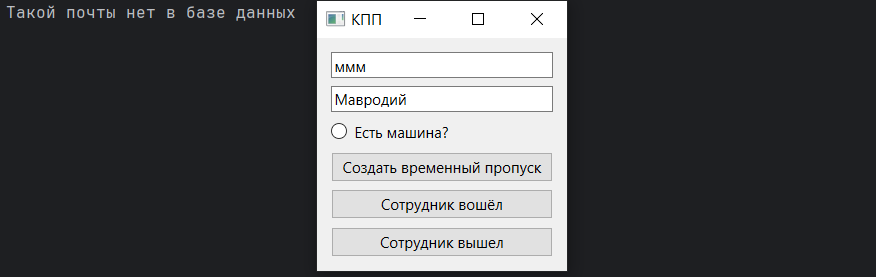 Такой почты нет в базе данных
КПП
ммм
Мавродий
Есть машина?
Создать временный пропуск
Сотрудник вошёл
Сотрудник вышел